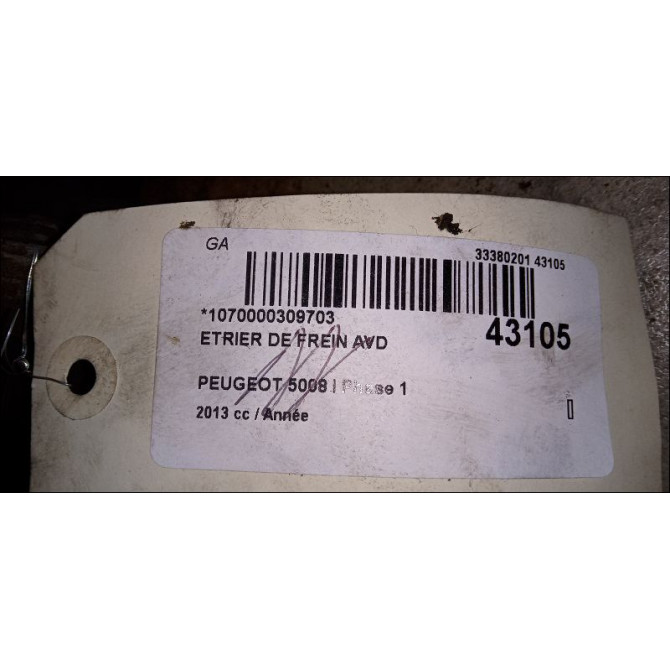 GA
33380201 43105
*1070000309703
43105
ETRIER DE FREIN AVD
PEUGEOT 5008 I Phase 1
2013 cc / Année